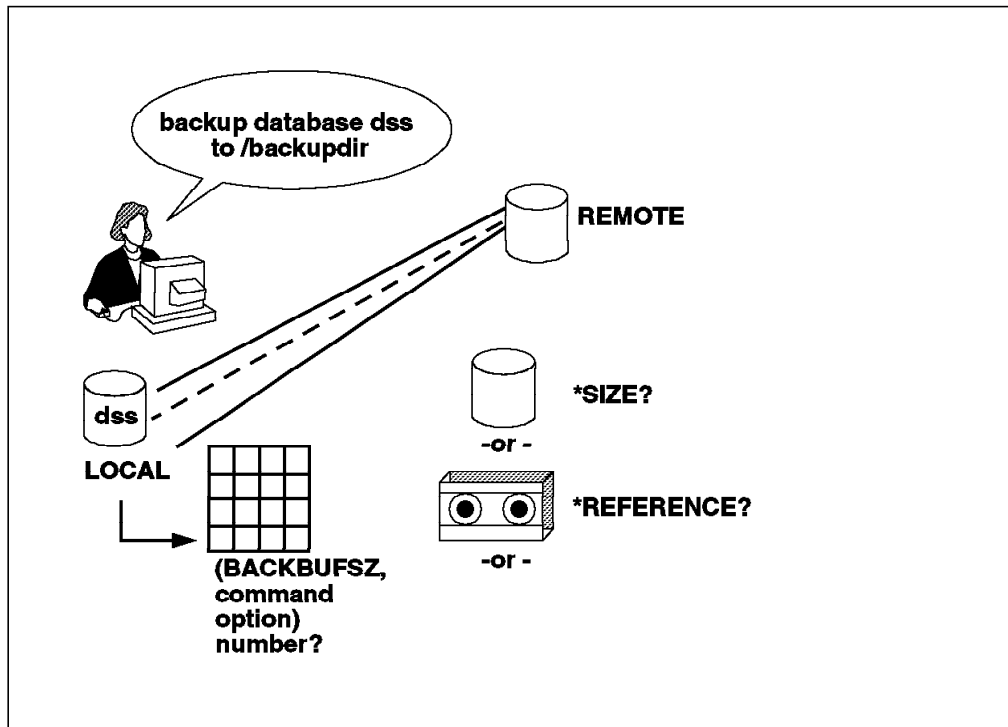 backup database dss
to /backupdir
REMOTE
dss
LOCAL
*SIZE?
-or -
*REFERENCE?
-or -
(BACKBUFSZ,
command
option)
number?